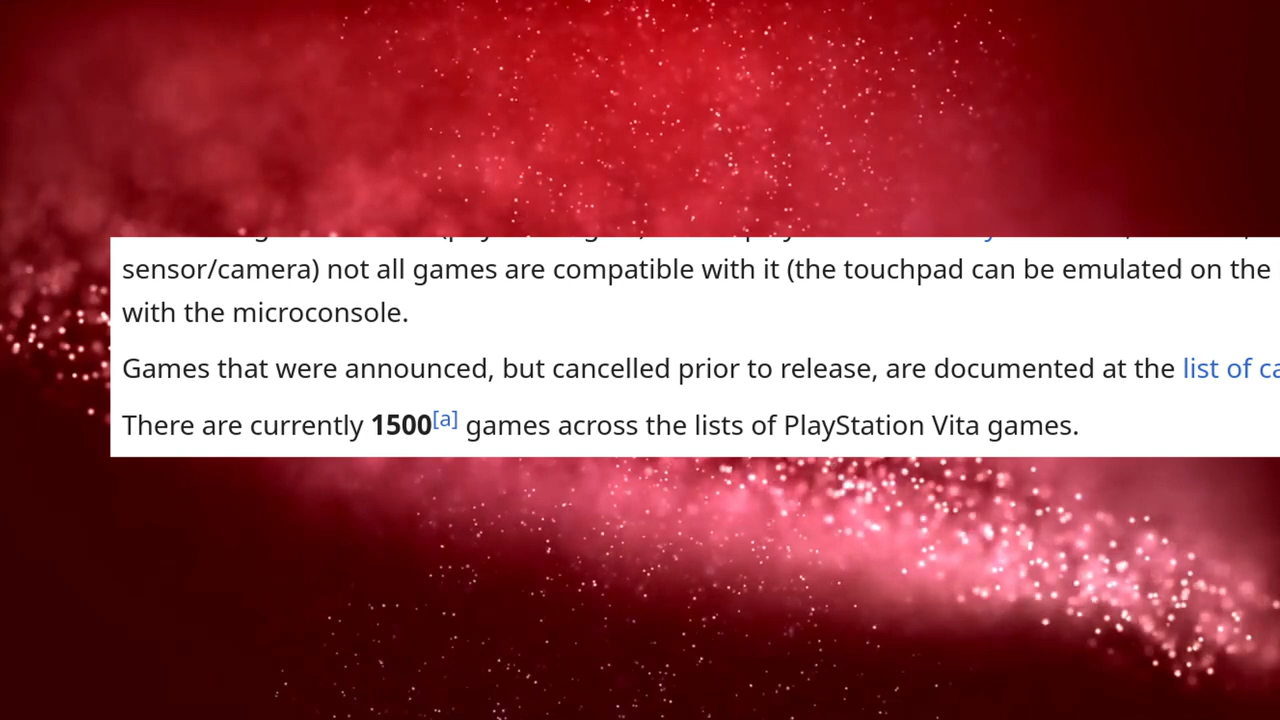 sensor/camera) not all games are compatible with it (the touchpad can be emulated on the
with the microconsole.
Games that were announced, but cancelled prior to release, are documented at the list of
There are currently 1500[a] games across the lists of PlayStation Vita games.